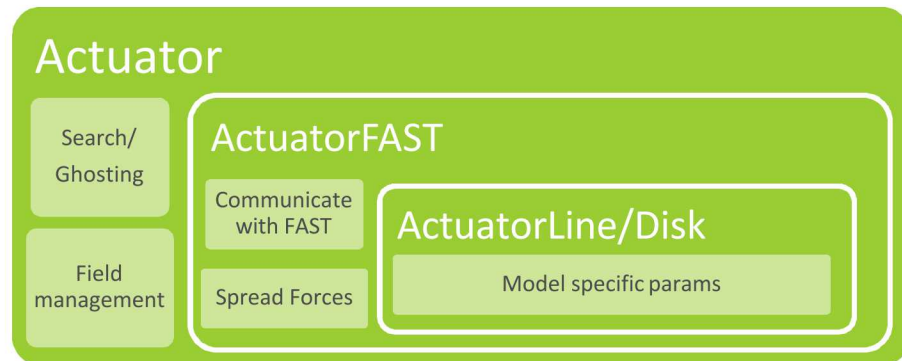 Actuator
Search/
Ghosting
Field
management
ActuatorFAST
Communicate
with FAST
Spread Forces
ActuatorLine/Disk
Model specific params